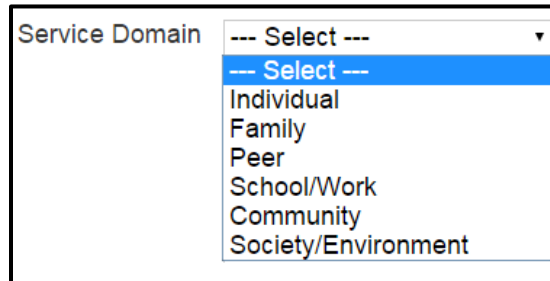 Service Domain --- Select ---
--- Select ---
Individual
Family
Peer
School/Work
Community
Society/Environment